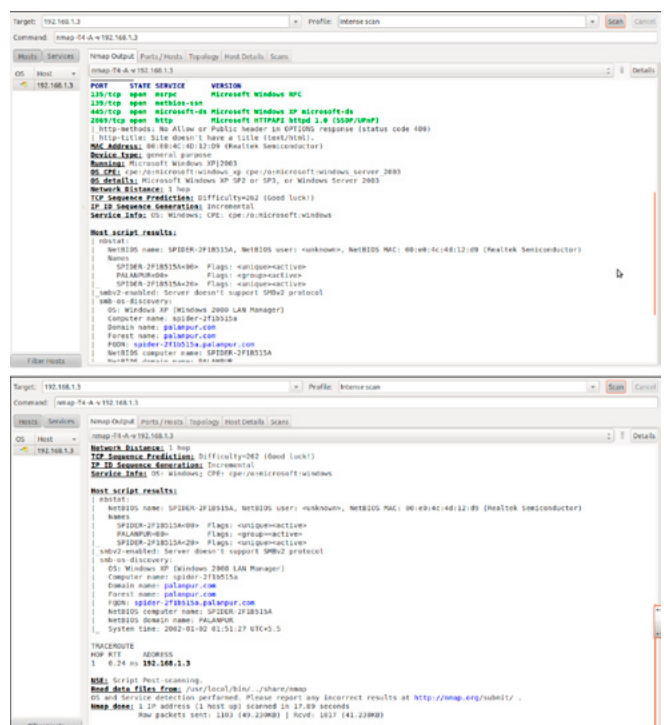 Target: 192.168.1.3 Profile: Intense scan Scan Cancel
Command: nmap -T4 -A -v 192.168.1.3
Hosts Services Nmap Output Ports / Hosts Topology Host Details Scans
OS Host nmap -T4 -A -v 192.168.1.3 Details
192.168.1.3
PORT STATE SERVICE VERSION
135/tcp open msrpc Microsoft Windows RPC
139/tcp open netbios-ssn
445/tcp open microsoft-ds Microsoft Windows XP microsoft-ds
2869/tcp open http Microsoft HTTPAPI httpd 1.0 (SSDP/UPnP)
| http-methods: No Allow or Public header in OPTIONS response (status code 400)
|_http-title: Site doesn't have a title (text/html).
MAC Address: 00:E0:4C:4D:12:D9 (Realtek Semiconductor)
Device type: general purpose
Running: Microsoft Windows XP|2003
OS CPE: cpe:/o:microsoft:windows_xp cpe:/o:microsoft:windows_server_2003
OS details: Microsoft Windows XP SP2 or SP3, or Windows Server 2003
Network Distance: 1 hop
TCP Sequence Prediction: Difficulty=262 (Good luck!)
IP ID Sequence Generation: Incremental
Service Info: OS: Windows; CPE: cpe:/o:microsoft:windows
Host script results:
| nbstat:
| NetBIOS name: SPIDER-2F1B515A, NetBIOS user: <unknown>, NetBIOS MAC: 00:e0:4c:4d:12:d9 (Realtek Semiconductor)
| Names
| SPIDER-2F1B515A<00> Flags: <unique><active>
| PALANPUR<00> Flags: <group><active>
| SPIDER-2F1B515A<20> Flags: <unique><active>
|_smbv2-enabled: Server doesn't support SMBv2 protocol
| smb-os-discovery:
| OS: Windows XP (Windows 2000 LAN Manager)
| Computer name: spider-2f1b515a
| Domain name: palanpur.com
| Forest name: palanpur.com
| FQDN: spider-2f1b515a.palanpur.com
| NetBIOS computer name: SPIDER-2F1B515A
| NetBIOS domain name: PALANPUR
Filter Hosts
Target: 192.168.1.3 Profile: Intense scan Scan Cancel
Command: nmap -T4 -A -v 192.168.1.3
Hosts Services Nmap Output Ports / Hosts Topology Host Details Scans
OS Host nmap -T4 -A -v 192.168.1.3 Details
192.168.1.3
Network Distance: 1 hop
TCP Sequence Prediction: Difficulty=262 (Good luck!)
IP ID Sequence Generation: Incremental
Service Info: OS: Windows; CPE: cpe:/o:microsoft:windows
Host script results:
| nbstat:
| NetBIOS name: SPIDER-2F1B515A, NetBIOS user: <unknown>, NetBIOS MAC: 00:e0:4c:4d:12:d9 (Realtek Semiconductor)
| Names
| SPIDER-2F1B515A<00> Flags: <unique><active>
| PALANPUR<00> Flags: <group><active>
| SPIDER-2F1B515A<20> Flags: <unique><active>
|_smbv2-enabled: Server doesn't support SMBv2 protocol
| smb-os-discovery:
| OS: Windows XP (Windows 2000 LAN Manager)
| Computer name: spider-2f1b515a
| Domain name: palanpur.com
| Forest name: palanpur.com
| FQDN: spider-2f1b515a.palanpur.com
| NetBIOS computer name: SPIDER-2F1B515A
| NetBIOS domain name: PALANPUR
|_ System time: 2002-01-02 01:51:27 UTC+5.5
TRACEROUTE
HOP RTT ADDRESS
1 0.24 ms 192.168.1.3
NSE: Script Post-scanning.
Read data files from: /usr/local/bin/../share/nmap
OS and Service detection performed. Please report any incorrect results at http://nmap.org/submit/ .
Nmap done: 1 IP address (1 host up) scanned in 17.89 seconds
Raw packets sent: 1103 (49.230KB) | Rcvd: 1017 (41.230KB)